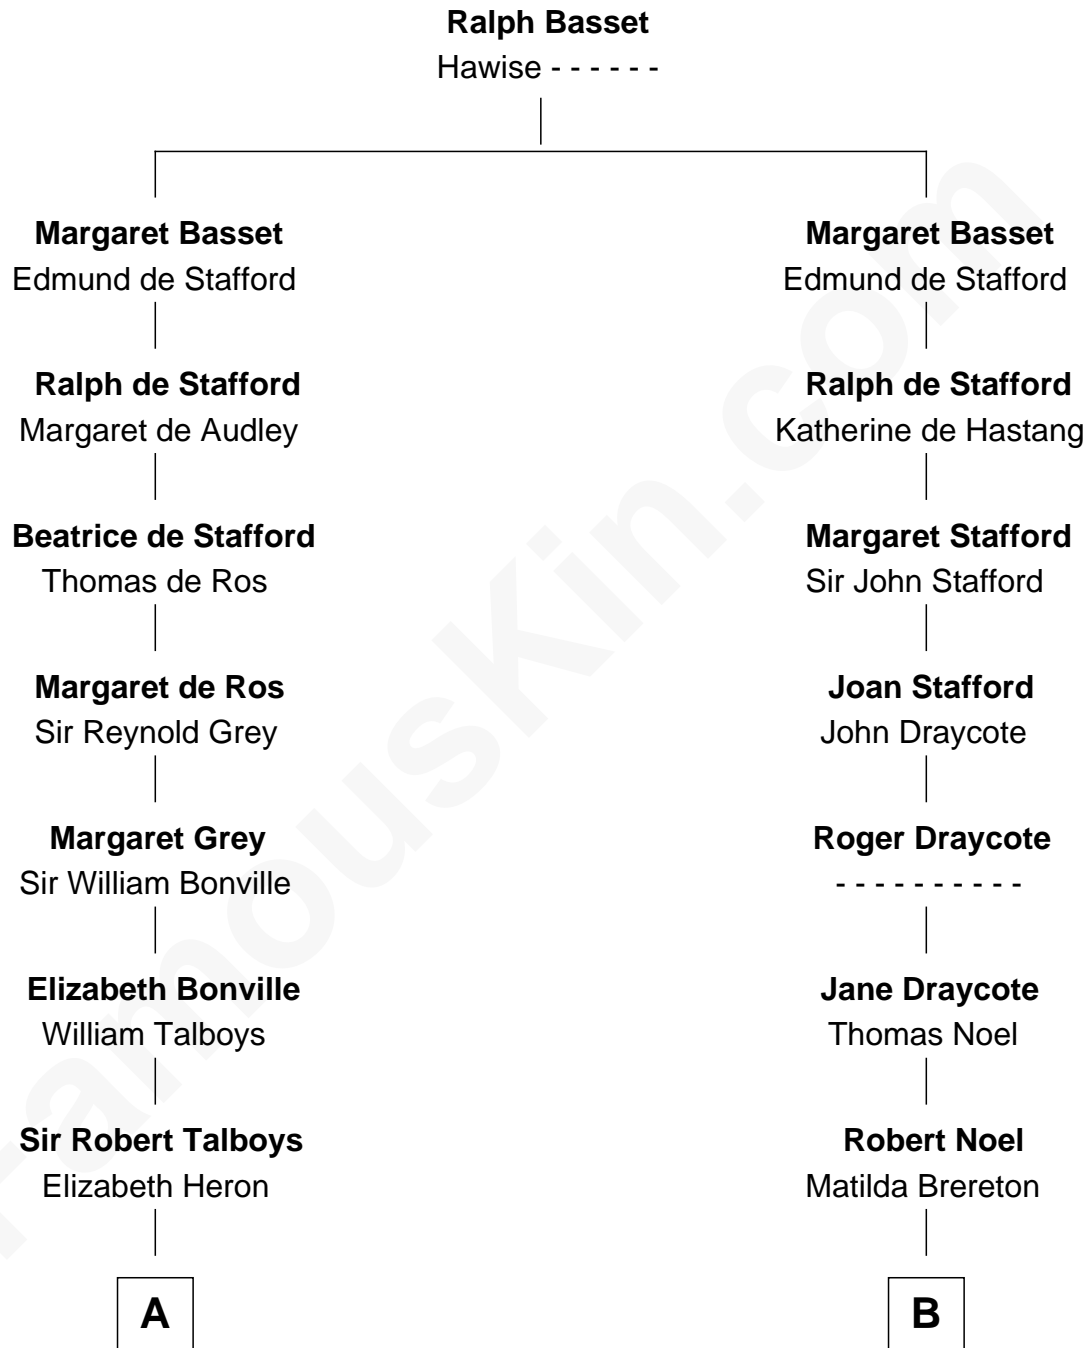 Ralph Basset
Hawise - - - - - -
Margaret Basset
Edmund de Stafford
Margaret Basset
Edmund de Stafford
Ralph de Stafford
Margaret de Audley
Ralph de Stafford
Katherine de Hastang
Beatrice de Stafford
Thomas de Ros
Margaret Stafford
Sir John Stafford
Margaret de Ros
Sir Reynold Grey
Joan Stafford
John Draycote
Margaret Grey
Sir William Bonville
Roger Draycote
- - - - - - - - - -
Elizabeth Bonville
William Talboys
Jane Draycote
Thomas Noel
Sir Robert Talboys
Elizabeth Heron
Robert Noel
Matilda Brereton
A
B
FamousKin.com